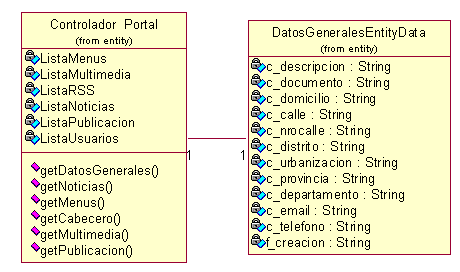 Controlador Portal
(from entity)
ListaMenus
ListaMultimedia
ListaRSS
ListaNoticias
ListaPublicacion
ListaUsuarios
getDatosGenerales()
getNoticias()
getMenus()
getCabecero()
getMultimedia()
getPublicacion()
1
1
DatosGeneralesEntityData
(from entity)
c_descripcion : String
c_documento : String
c_domicilio : String
c_calle : String
c_nrocalle : String
c_distrito : String
c_urbanizacion : String
c_provincia : String
c_departamento : String
c_email : String
c_telefono : String
f_creacion : String